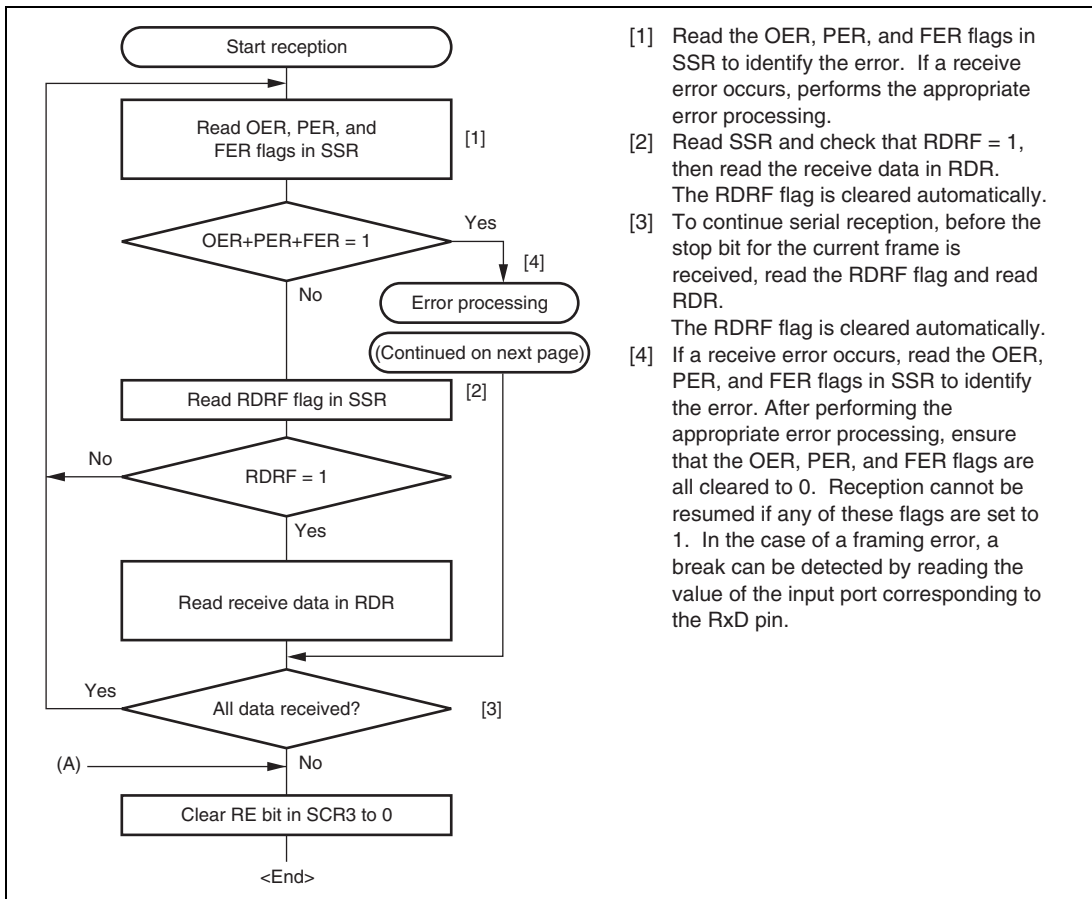 Start reception
Read OER, PER, and
FER flags in SSR
[1]
OER+PER+FER = 1
Yes
[4]
No
Error processing
(Continued on next page)
Read RDRF flag in SSR
[2]
No
RDRF = 1
Yes
Read receive data in RDR
Yes
All data received?
[3]
(A)
No
Clear RE bit in SCR3 to 0
<End>
[1] Read the OER, PER, and FER flags in
SSR to identify the error. If a receive
error occurs, performs the appropriate
error processing.
[2] Read SSR and check that RDRF = 1,
then read the receive data in RDR.
The RDRF flag is cleared automatically.
[3] To continue serial reception, before the
stop bit for the current frame is
received, read the RDRF flag and read
RDR.
The RDRF flag is cleared automatically.
[4] If a receive error occurs, read the OER,
PER, and FER flags in SSR to identify
the error. After performing the
appropriate error processing, ensure
that the OER, PER, and FER flags are
all cleared to 0. Reception cannot be
resumed if any of these flags are set to
1. In the case of a framing error, a
break can be detected by reading the
value of the input port corresponding to
the RxD pin.